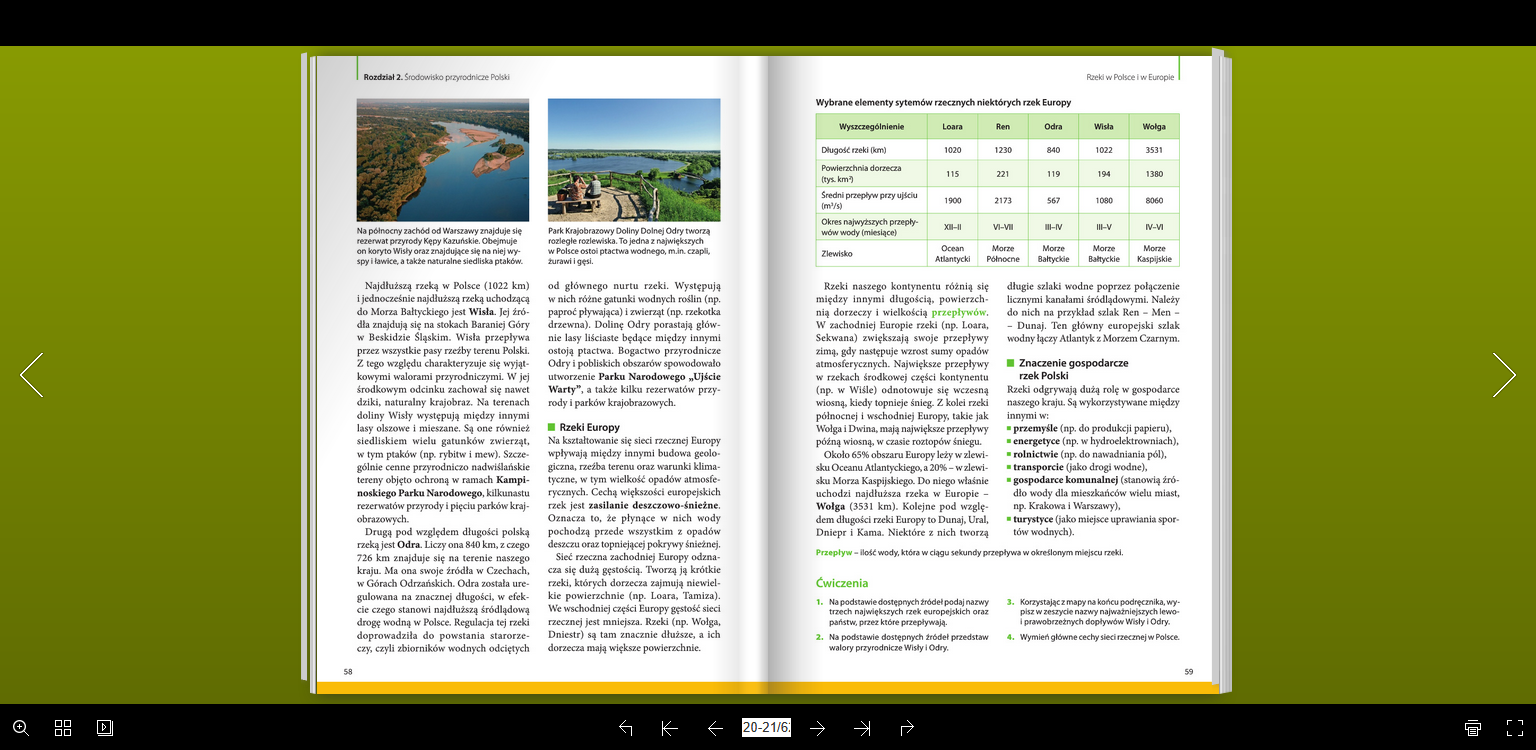 Rozdział 2. Środowisko przyrodnicze Polski
Na północny zachód od Warszawy znajduje się
rezerwat przyrody Kępy Kazuńskie. Obejmuje
on koryto Wisły oraz znajdujące się na niej wy-
spy i ławice, a także naturalne siedliska ptaków.
Park Krajobrazowy Doliny Dolnej Odry tworzą
rozległe rozlewiska. To jedna z największych
w Polsce ostoi ptactwa wodnego, m.in. czapli,
żurawi i gęsi.
Najdłuższą rzeką w Polsce (1022 km)
i jednocześnie najdłuższą rzeką uchodzącą
do Morza Bałtyckiego jest Wisła. Jej źró-
dła znajdują się na stokach Baraniej Góry
w Beskidzie Śląskim. Wisła przepływa
przez wszystkie pasy rzeźby terenu Polski.
Z tego względu charakteryzuje się wyjąt-
kowymi walorami przyrodniczymi. W jej
środkowym odcinku zachował się nawet
dziki, naturalny krajobraz. Na terenach
doliny Wisły występują między innymi
lasy olszowe i mieszane. Są one również
siedliskiem wielu gatunków zwierząt,
w tym ptaków (np. rybitw i mew). Szcze-
gólnie cenne przyrodniczo nadwiślańskie
tereny objęto ochroną w ramach Kampi-
noskiego Parku Narodowego, kilkunastu
rezerwatów przyrody i pięciu parków kraj-
obrazowych.
Drugą pod względem długości polską
rzeką jest Odra. Liczy ona 840 km, z czego
726 km znajduje się na terenie naszego
kraju. Ma ona swoje źródła w Czechach,
w Górach Odrzańskich. Odra została ure-
gulowana na znacznej długości, w efek-
cie czego stanowi najdłuższą śródlądową
drogę wodną w Polsce. Regulacja tej rzeki
doprowadziła do powstania starorze-
czy, czyli zbiorników wodnych odciętych
od głównego nurtu rzeki. Występują
w nich różne gatunki wodnych roślin (np.
paproć pływająca) i zwierząt (np. rzekotka
drzewna). Dolinę Odry porastają głów-
nie lasy liściaste będące między innymi
ostoją ptactwa. Bogactwo przyrodnicze
Odry i pobliskich obszarów spowodowało
utworzenie Parku Narodowego „Ujście
Warty”, a także kilku rezerwatów przy-
rody i parków krajobrazowych.
Rzeki Europy
Na kształtowanie się sieci rzecznej Europy
wpływają między innymi budowa geolo-
giczna, rzeźba terenu oraz warunki klima-
tyczne, w tym wielkość opadów atmosfe-
rycznych. Cechą większości europejskich
rzek jest zasilanie deszczowo-śnieżne.
Oznacza to, że płynące w nich wody
pochodzą przede wszystkim z opadów
deszczu oraz topniejącej pokrywy śnieżnej.
Sieć rzeczna zachodniej Europy odzna-
cza się dużą gęstością. Tworzą ją krótkie
rzeki, których dorzecza zajmują niewiel-
kie powierzchnie (np. Loara, Tamiza).
We wschodniej części Europy gęstość sieci
rzecznej jest mniejsza. Rzeki (np. Wołga,
Dniestr) są tam znacznie dłuższe, a ich
dorzecza mają większe powierzchnie.
58
Rzeki w Polsce i w Europie
Wybrane elementy sytemów rzecznych niektórych rzek Europy
Wyszczególnienie Loara Ren Odra Wisła Wołga
Długość rzeki (km) 1020 1230 840 1022 3531
Powierzchnia dorzecza
(tys. km²) 115 221 119 194 1380
Średni przepływ przy ujściu
(m³/s) 1900 2173 567 1080 8060
Okres najwyższych przepły-
wów wody (miesiące) XII–II VI–VII III–IV III–V IV–VI
Zlewisko Ocean Atlantycki Morze Północne Morze Bałtyckie Morze Bałtyckie Morze Kaspijskie
Rzeki naszego kontynentu różnią się
między innymi długością, powierzch-
nią dorzeczy i wielkością przepływów.
W zachodniej Europie rzeki (np. Loara,
Sekwana) zwiększają swoje przepływy
zimą, gdy następuje wzrost sumy opadów
atmosferycznych. Największe przepływy
w rzekach środkowej części kontynentu
(np. w Wiśle) odnotowuje się wczesną
wiosną, kiedy topnieje śnieg. Z kolei rzeki
północnej i wschodniej Europy, takie jak
Wołga i Dwina, mają największe przepływy
późną wiosną, w czasie roztopów śniegu.
Około 65% obszaru Europy leży w zlewi-
sku Oceanu Atlantyckiego, a 20% – w zlewi-
sku Morza Kaspijskiego. Do niego właśnie
uchodzi najdłuższa rzeka w Europie –
Wołga (3531 km). Kolejne pod wzglę-
dem długości rzeki Europy to Dunaj, Ural,
Dniepr i Kama. Niektóre z nich tworzą
długie szlaki wodne poprzez połączenie
licznymi kanałami śródlądowymi. Należy
do nich na przykład szlak Ren – Men –
– Dunaj. Ten główny europejski szlak
wodny łączy Atlantyk z Morzem Czarnym.
Znaczenie gospodarcze
rzek Polski
Rzeki odgrywają dużą rolę w gospodarce
naszego kraju. Są wykorzystywane między
innymi w:
przemyśle (np. do produkcji papieru),
energetyce (np. w hydroelektrowniach),
rolnictwie (np. do nawadniania pól),
transporcie (jako drogi wodne),
gospodarce komunalnej (stanowią źró-
dło wody dla mieszkańców wielu miast,
np. Krakowa i Warszawy),
turystyce (jako miejsce uprawiania spor-
tów wodnych).
Przepływ – ilość wody, która w ciągu sekundy przepływa w określonym miejscu rzeki.
Ćwiczenia
1. Na podstawie dostępnych źródeł podaj nazwy
trzech największych rzek europejskich oraz
państw, przez które przepływają.
2. Na podstawie dostępnych źródeł przedstaw
walory przyrodnicze Wisły i Odry.
3. Korzystając z mapy na końcu podręcznika, wy-
pisz w zeszycie nazwy najważniejszych lewo-
i prawobrzeżnych dopływów Wisły i Odry.
4. Wymień główne cechy sieci rzecznej w Polsce.
59
20-21/6